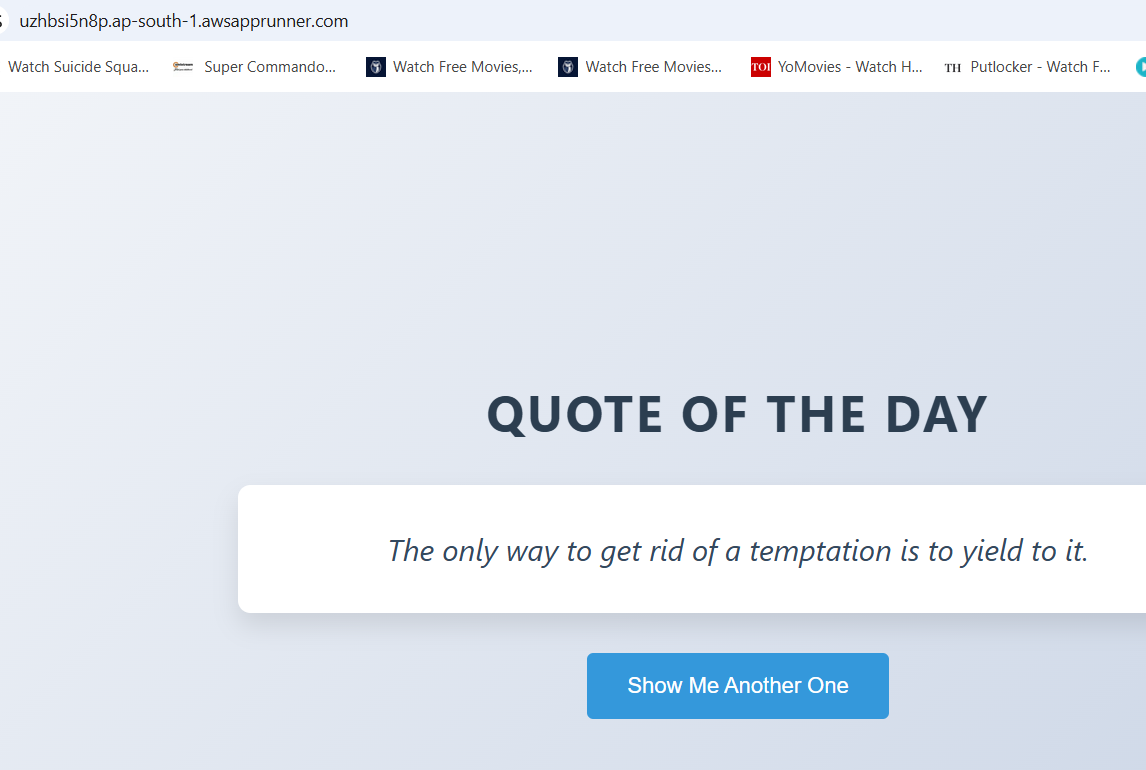 uzhbsi5n8p.ap-south-1.awsapprunner.com
Watch Suicide Squa... Super Commando... Watch Free Movies,... Watch Free Movies... TOI YoMovies - Watch H... TH Putlocker - Watch F...
QUOTE OF THE DAY
The only way to get rid of a temptation is to yield to it.
Show Me Another One